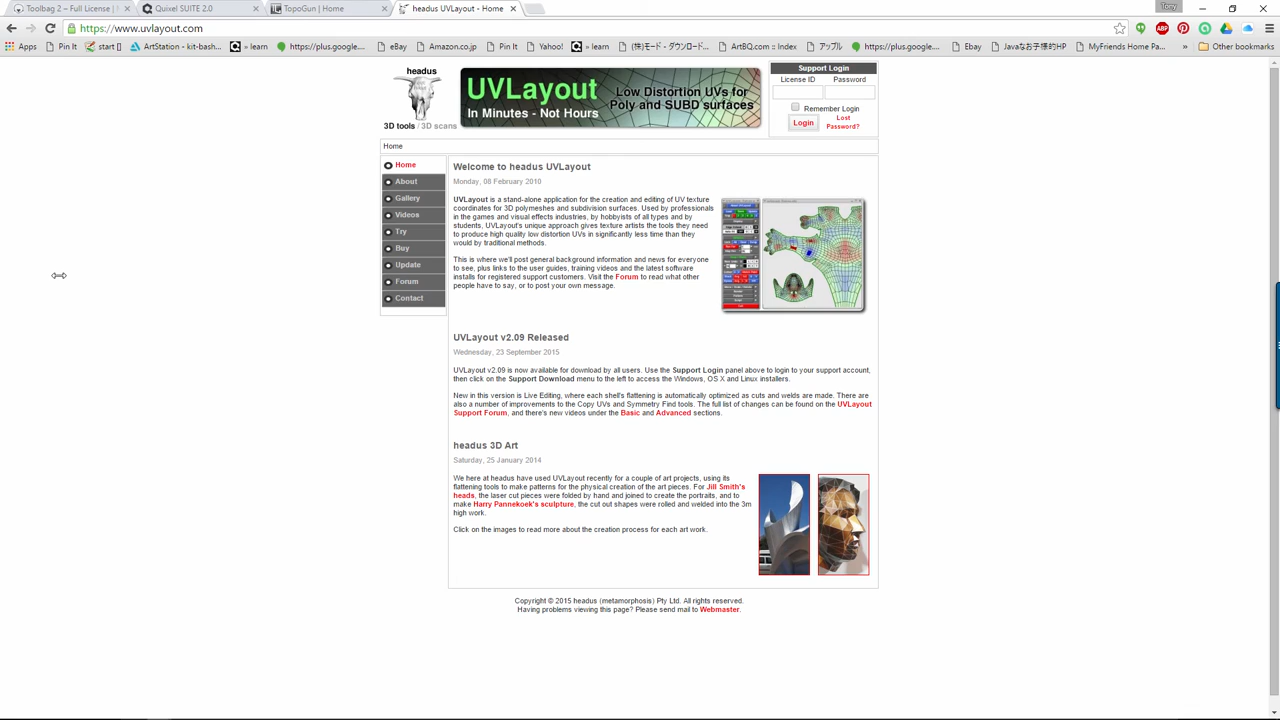 Toolbag 2 – Full License |
Quixel SUITE 2.0
TopoGun | Home
headus UVLayout - Home
Tony
https://www.uvlayout.com
Apps
Pin It
start [ ]
ArtStation - kit-bash...
» learn
https://plus.google....
eBay
Amazon.co.jp
Pin It
Yahoo!
» learn
(株)モード - ダウンロー...
ArtBQ.com ...
アップル
https://plus.google....
Ebay
Javaなお子様的HP
MyFriends Home Pa...
»
Other bookmarks
headus
3D tools / 3D scans
UVLayout
In Minutes - Not Hours
Low Distortion UVs for
Poly and SUBD surfaces
Support Login
License ID
Password
Remember Login
Login
Lost
Password?
Home
Home
About
Gallery
Videos
Try
Buy
Update
Forum
Contact
Welcome to headus UVLayout
Monday, 08 February 2010
UVLayout is a stand-alone application for the creation and editing of UV texture
coordinates for 3D polymeshes and subdivision surfaces. Used by professionals
in the games and visual effects industries, by hobbyists of all types and by
students, UVLayout's unique approach gives texture artists the tools they need
to produce high quality low distortion UVs in significantly less time than they
would by traditional methods.
This is where we'll post general background information and news for everyone
to see, plus links to the user guides, training videos and the latest software
installs for registered support customers. Visit the Forum to read what other
people have to say, or to post your own message.
UVLayout v2.09 Released
Wednesday, 23 September 2015
UVLayout v2.09 is now available for download by all users. Use the Support Login panel above to login to your support account,
then click on the Support Download menu to the left to access the Windows, OS X and Linux installers.
New in this version is Live Editing, where each shell's flattening is automatically optimized as cuts and welds are made. There are
also a number of improvements to the Copy UVs and Symmetry Find tools. The full list of changes can be found on the UVLayout
Support Forum, and there's new videos under the Basic and Advanced sections.
headus 3D Art
Saturday, 25 January 2014
We here at headus have used UVLayout recently for a couple of art projects, using its
flattening tools to make patterns for the physical creation of the art pieces. For Jill Smith's
heads, the laser cut pieces were folded by hand and joined to create the portraits, and to
make Harry Pannekoek's sculpture, the cut out shapes were rolled and welded into the 3m
high work.
Click on the images to read more about the creation process for each art work.
Copyright © 2015 headus (metamorphosis) Pty Ltd. All rights reserved.
Having problems viewing this page? Please send mail to Webmaster.